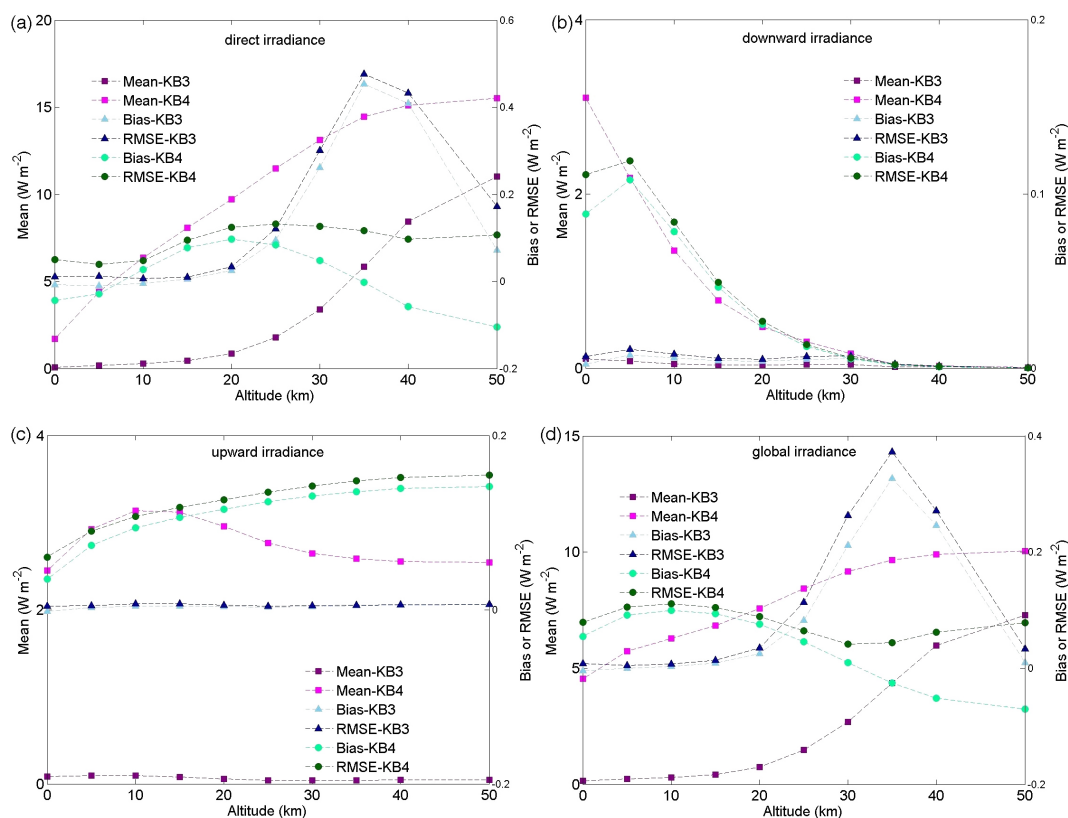 (a)
direct irradiance
20
15
10
5
0
0.6
0.4
0.2
0
-0.2
Mean (W m-2)
Bias or RMSE (W m-2)
Mean-KB3
Mean-KB4
Bias-KB3
RMSE-KB3
Bias-KB4
RMSE-KB4
0 10 20 30 40 50
Altitude (km)
(b)
downward irradiance
4
2
0
0.2
0.1
0
Mean (W m-2)
Bias or RMSE (W m-2)
Mean-KB3
Mean-KB4
Bias-KB3
RMSE-KB3
Bias-KB4
RMSE-KB4
0 10 20 30 40 50
Altitude (km)
(c)
upward irradiance
4
2
0
0.2
0
-0.2
Mean (W m-2)
Bias or RMSE (W m-2)
Mean-KB3
Mean-KB4
Bias-KB3
RMSE-KB3
Bias-KB4
RMSE-KB4
0 10 20 30 40 50
Altitude (km)
(d)
global irradiance
15
10
5
0
0.4
0.2
0
-0.2
Mean (W m-2)
Bias or RMSE (W m-2)
Mean-KB3
Mean-KB4
Bias-KB3
RMSE-KB3
Bias-KB4
RMSE-KB4
0 10 20 30 40 50
Altitude (km)